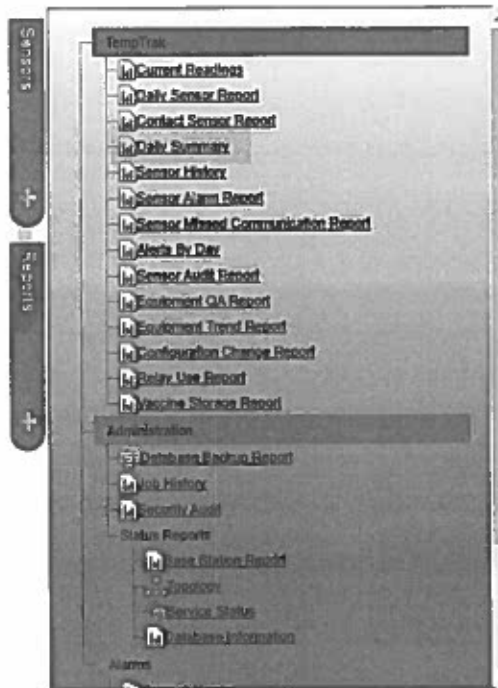 Sensors
Reports
TempTrak
Current Readings
Daily Sensor Report
Contact Sensor Report
Daily Summary
Sensor History
Sensor Alarm Report
Sensor Missed Communication Report
Alerts By Day
Sensor Audit Report
Equipment QA Report
Equipment Trend Report
Configuration Change Report
Relay Use Report
Vaccine Storage Report
Administration
Database Backup Report
Job History
Security Audit
Status Reports
Base Station Report
Topology
Service Status
Database Information
Alarms